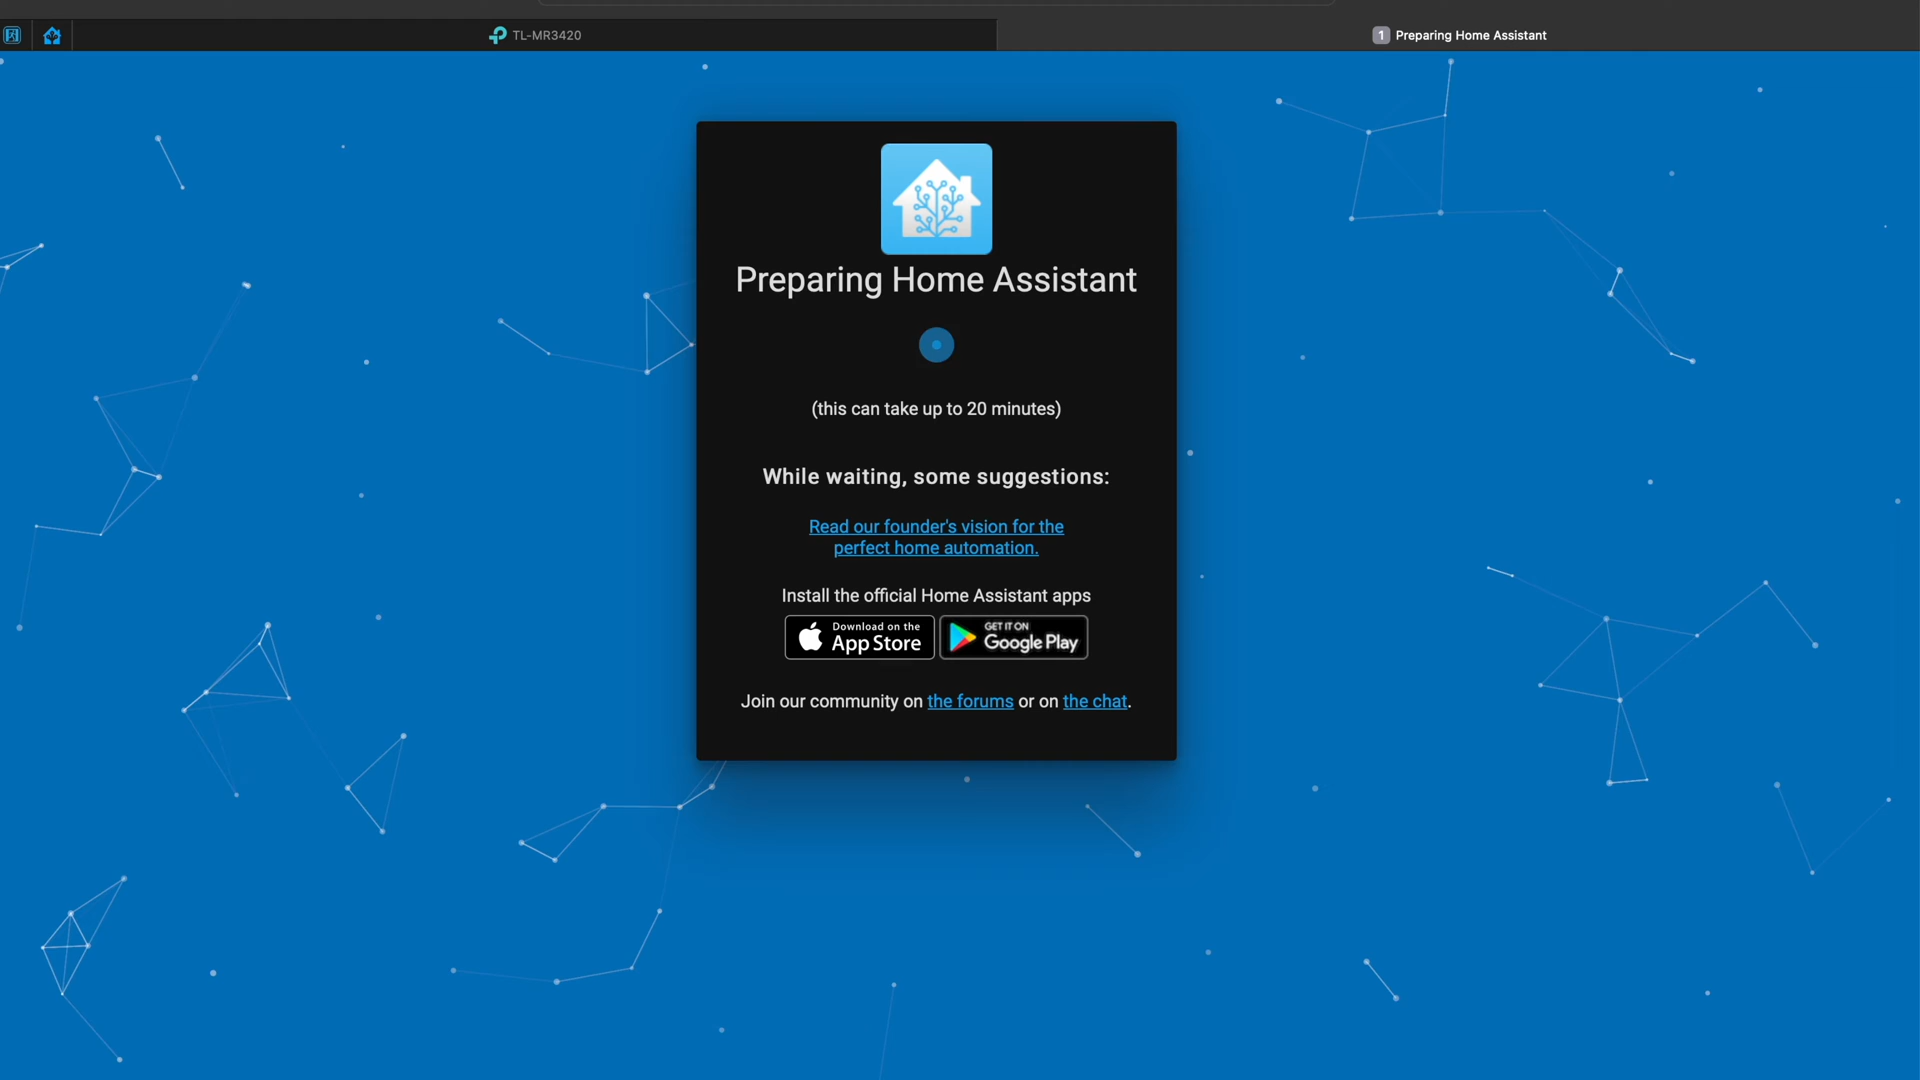 TL-MR3420
1 Preparing Home Assistant
Preparing Home Assistant
(this can take up to 20 minutes)
While waiting, some suggestions:
Read our founder's vision for the
perfect home automation.
Install the official Home Assistant apps
Download on the
App Store
GET IT ON
Google Play
Join our community on the forums or on the chat.